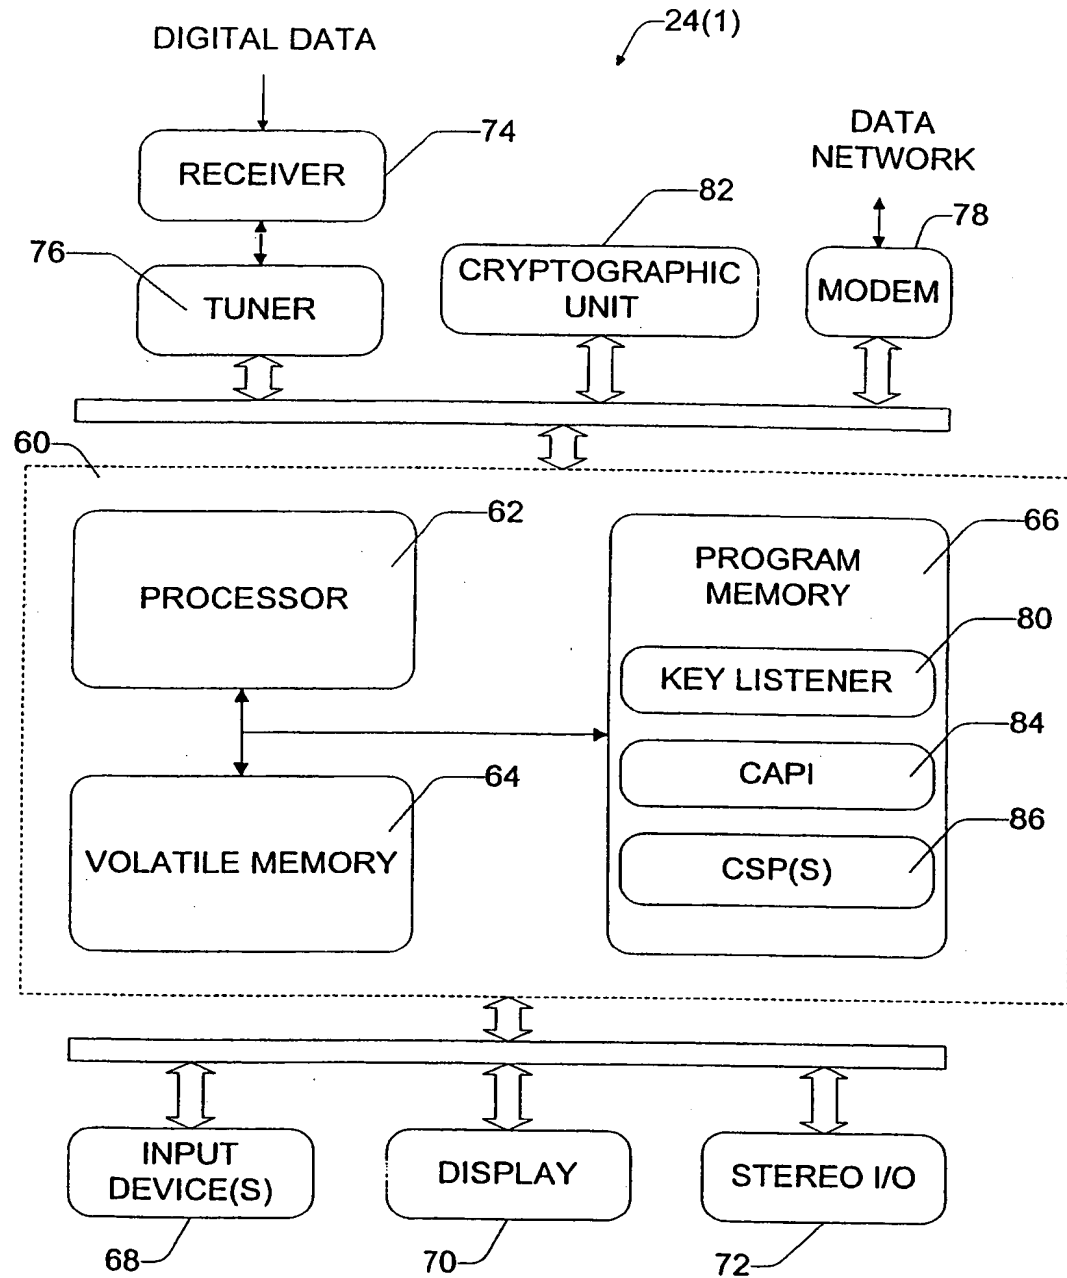 24(1)
DIGITAL DATA
74
RECEIVER
DATA
NETWORK
82
78
76
TUNER
CRYPTOGRAPHIC
UNIT
MODEM
60
62
66
PROCESSOR
PROGRAM
MEMORY
80
KEY LISTENER
84
CAPI
64
VOLATILE MEMORY
86
CSP(S)
INPUT
DEVICE(S)
DISPLAY
STEREO I/O
68
70
72